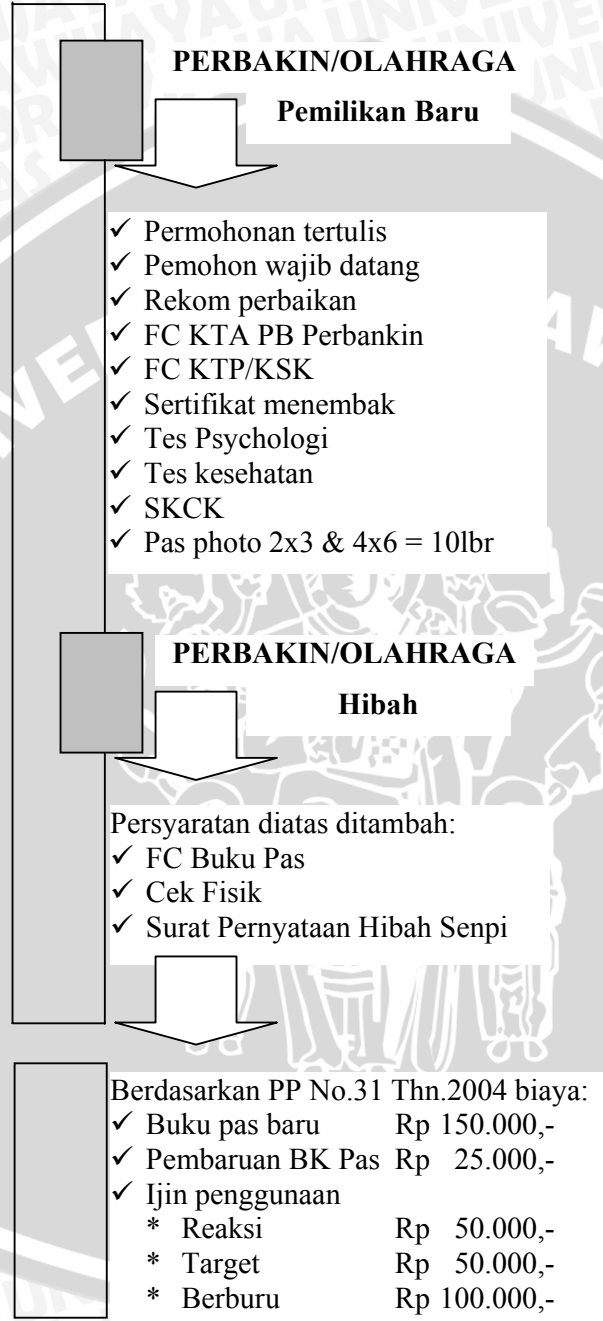 PERBAKIN/OLAHRAGA
Pemilikan Baru
✓ Permohonan tertulis
✓ Pemohon wajib datang
✓ Rekom perbaikan
✓ FC KTA PB Perbankin
✓ FC KTP/KSK
✓ Sertifikat menembak
✓ Tes Psychologi
✓ Tes kesehatan
✓ SKCK
✓ Pas photo 2x3 & 4x6 = 10lbr
PERBAKIN/OLAHRAGA
Hibah
Persyaratan diatas ditambah:
✓ FC Buku Pas
✓ Cek Fisik
✓ Surat Pernyataan Hibah Senpi
Berdasarkan PP No.31 Thn.2004 biaya:
✓ Buku pas baru Rp 150.000,-
✓ Pembaruan BK Pas Rp 25.000,-
✓ Ijin penggunaan
* Reaksi Rp 50.000,-
* Target Rp 50.000,-
* Berburu Rp 100.000,-